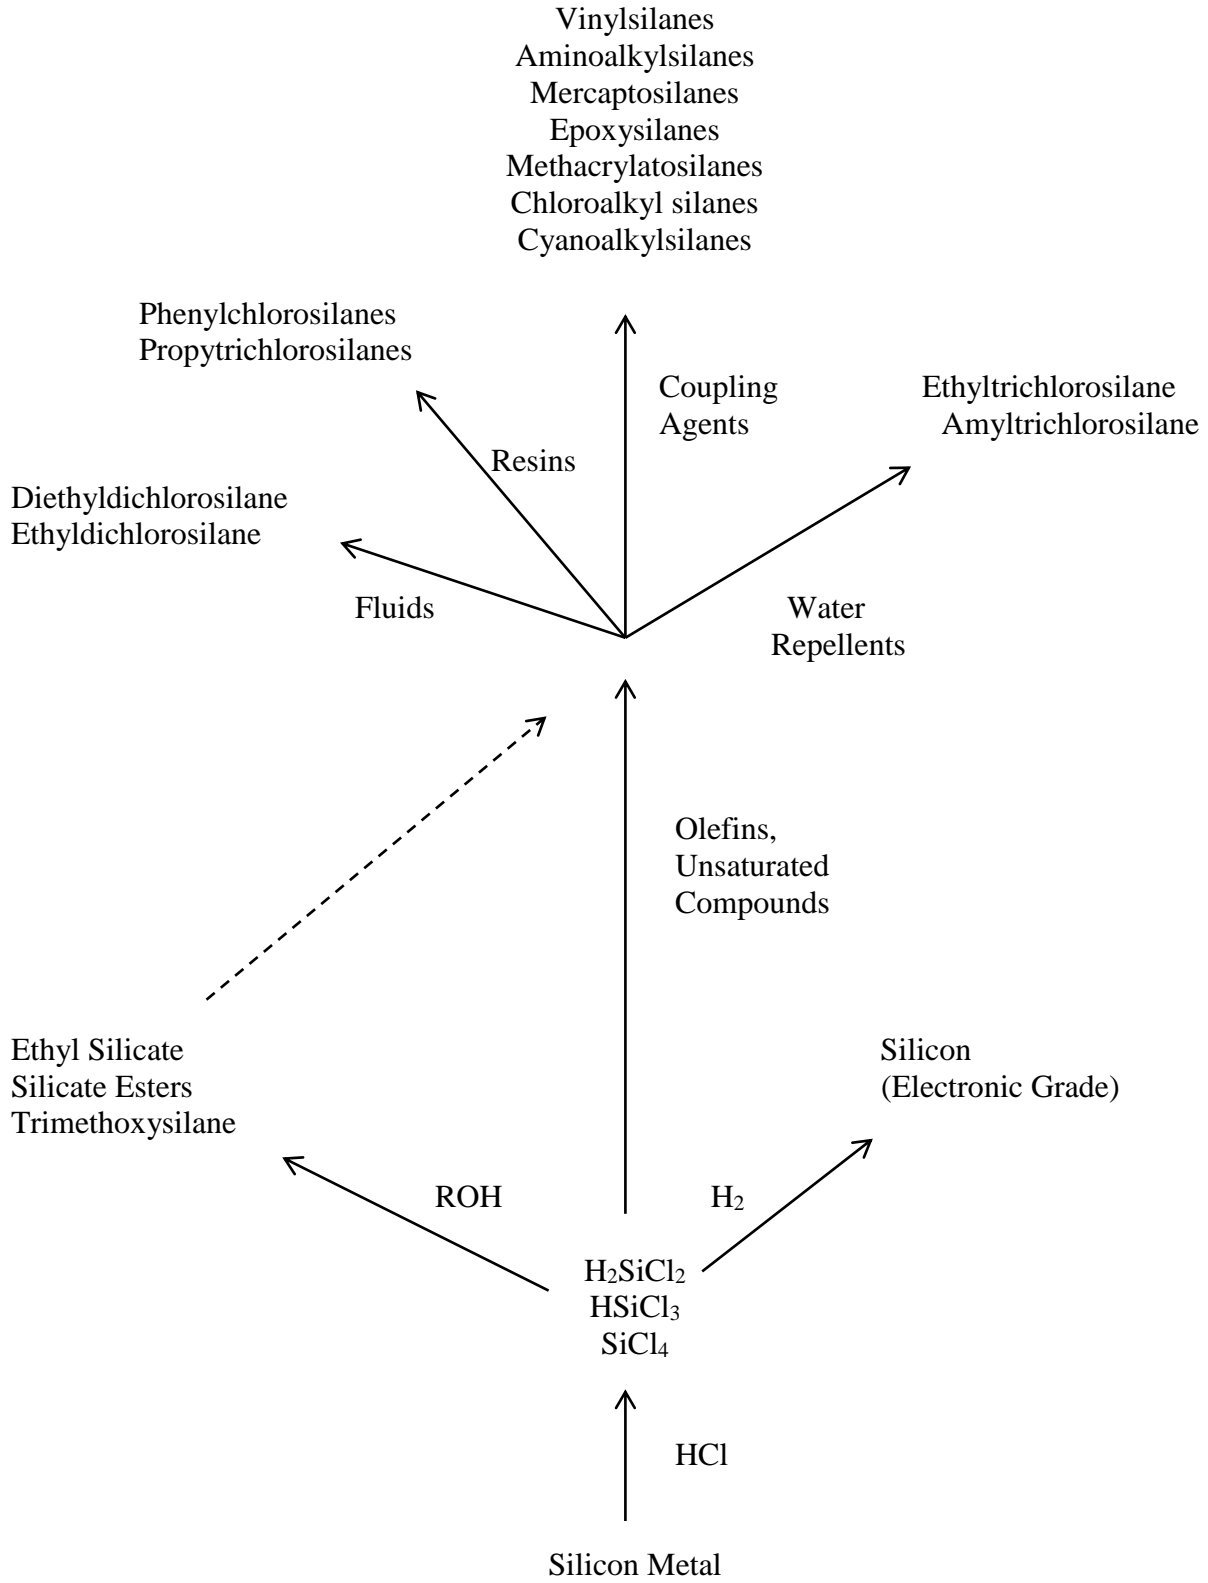 Vinylsilanes
Aminoalkylsilanes
Mercaptosilanes
Epoxysilanes
Methacrylatosilanes
Chloroalkyl silanes
Cyanoalkylsilanes
Phenylchlorosilanes
Propytrichlorosilanes
Coupling
Agents
Ethyltrichlorosilane
Amyltrichlorosilane
Resins
Diethyldichlorosilane
Ethyldichlorosilane
Fluids
Water
Repellents
Olefins,
Unsaturated
Compounds
Ethyl Silicate
Silicate Esters
Trimethoxysilane
Silicon
(Electronic Grade)
ROH
H₂
H₂SiCl₂
HSiCl₃
SiCl₄
HCl
Silicon Metal